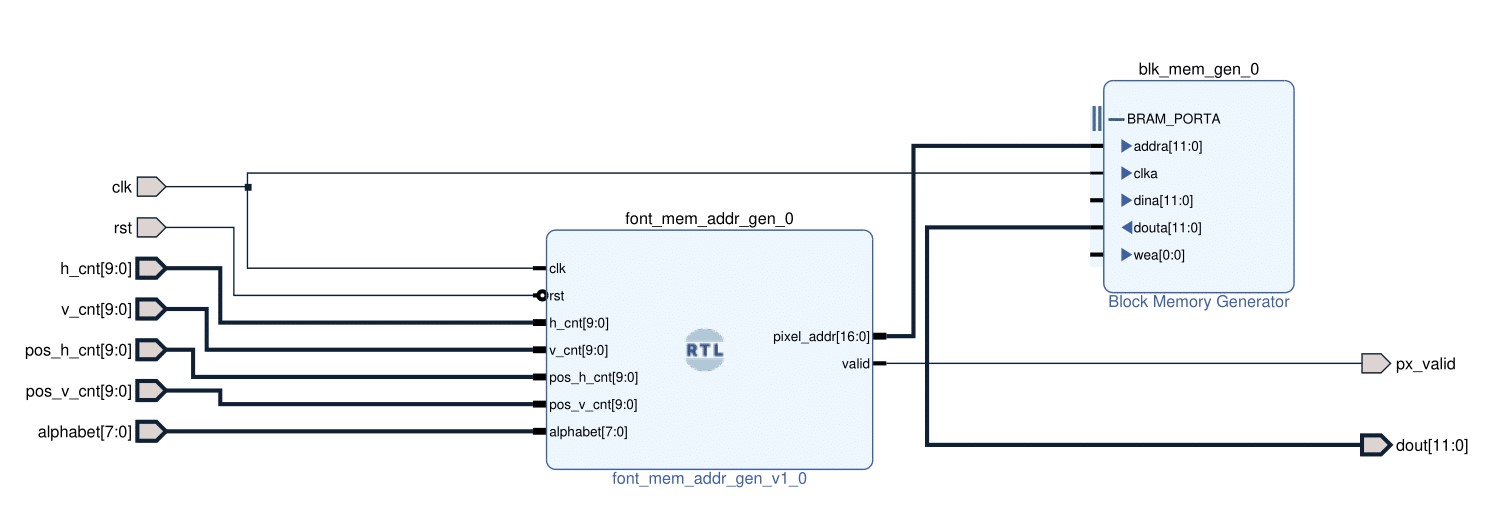 blk_mem_gen_0
BRAM_PORTA
addra[11:0]
clka
dina[11:0]
douta[11:0]
wea[0:0]
Block Memory Generator
clk
rst
h_cnt[9:0]
v_cnt[9:0]
pos_h_cnt[9:0]
pos_v_cnt[9:0]
alphabet[7:0]
font_mem_addr_gen_0
clk
rst
h_cnt[9:0]
v_cnt[9:0]
pos_h_cnt[9:0]
pos_v_cnt[9:0]
alphabet[7:0]
RTL
pixel_addr[16:0]
valid
font_mem_addr_gen_v1_0
px_valid
dout[11:0]